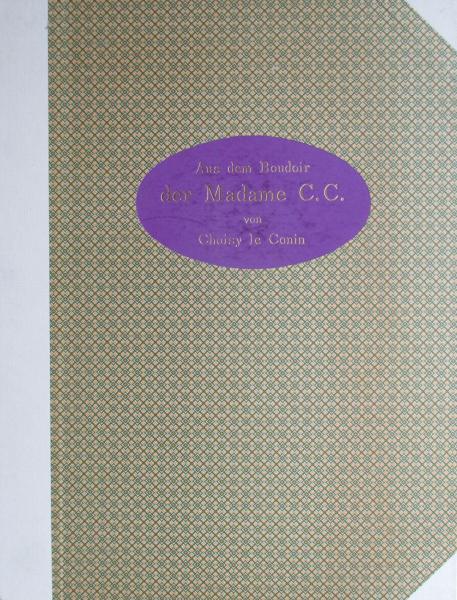 Aus dem Boudoir
der Madame C.C.
von
Choisy le Conin